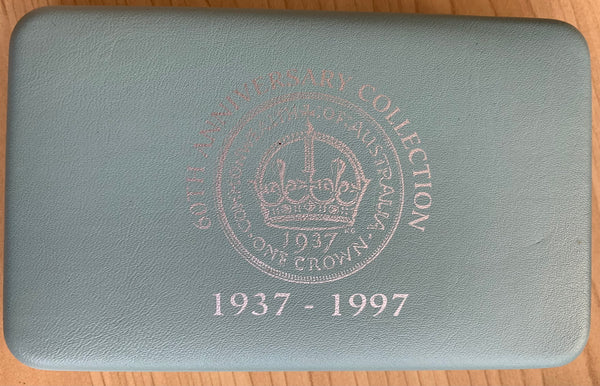 60TH ANNIVERSARY COLLECTION
COMMONWEALTH·OF·AUSTRALIA·
1937
·ONE CROWN·
1937 - 1997